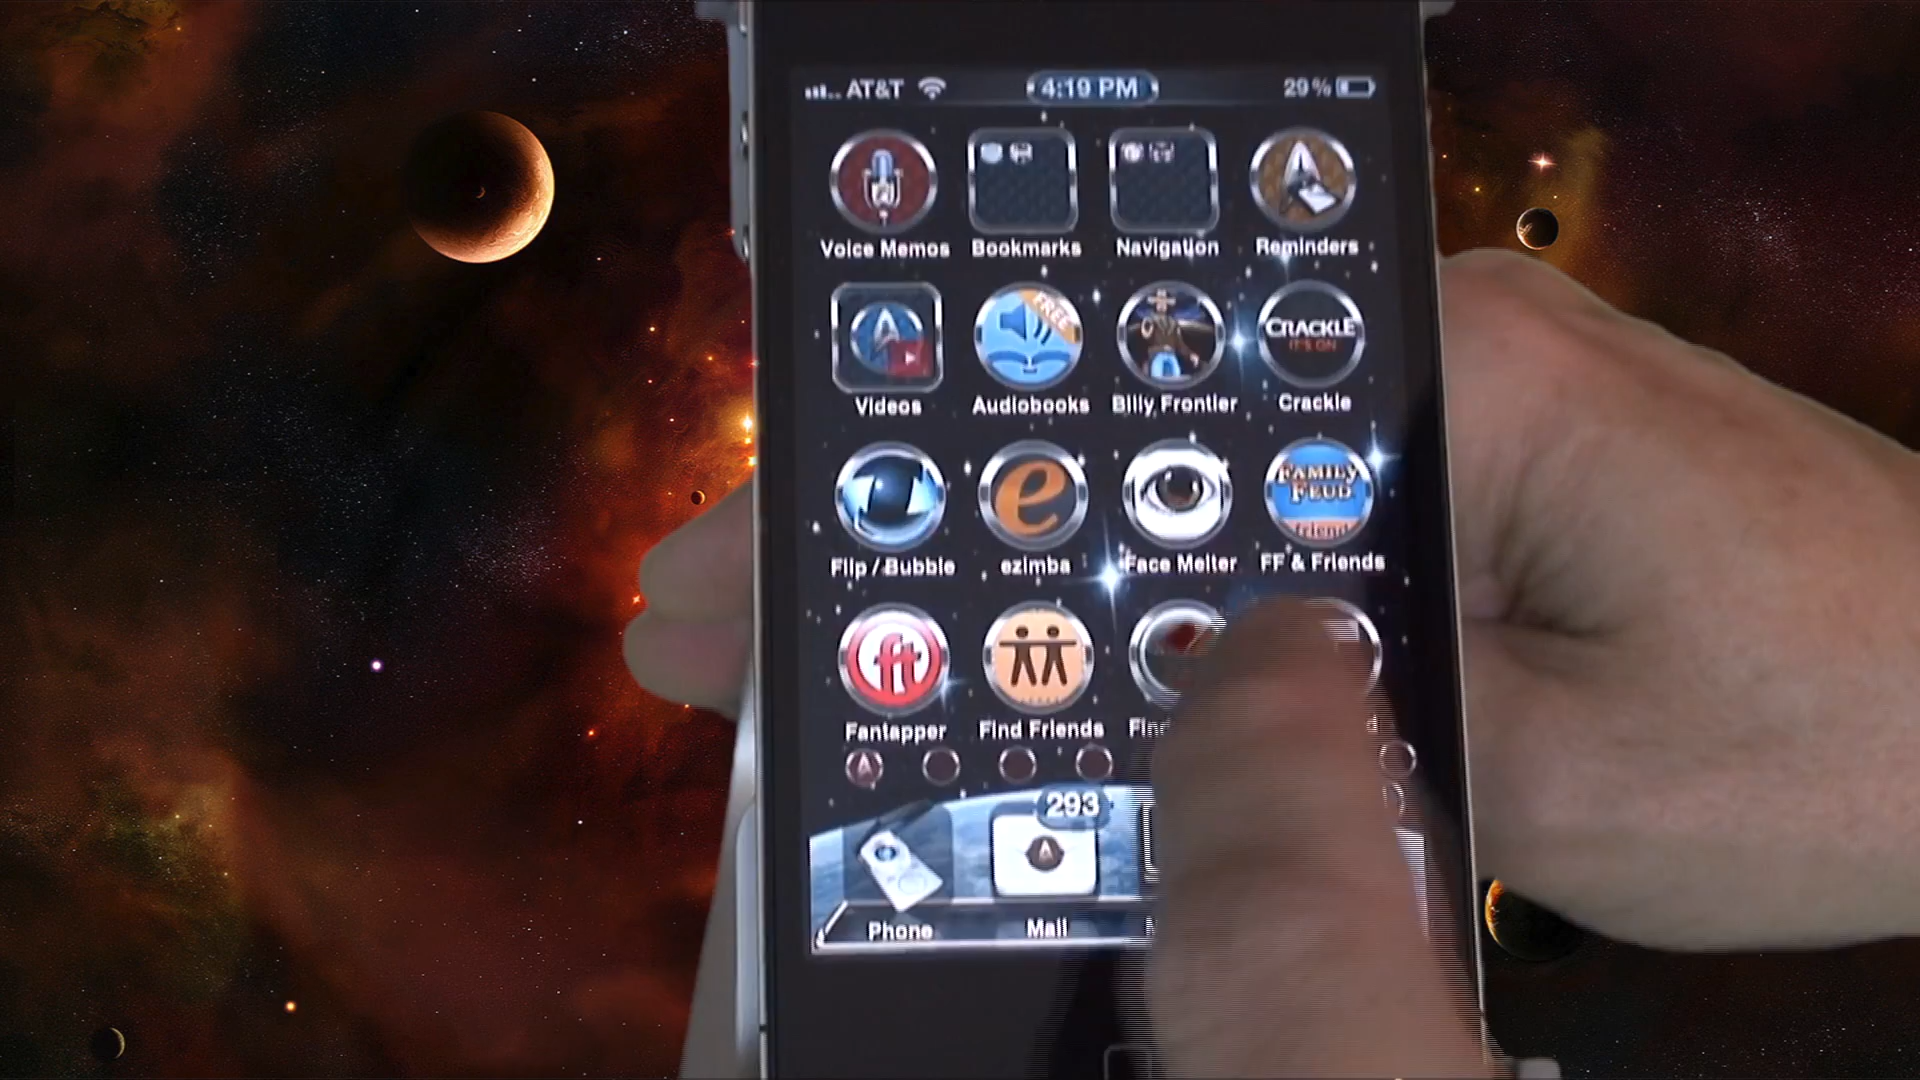 AT&T 4:19 PM 29%
Voice Memos Bookmarks Navigation Reminders
FREE
CRACKLE
IT'S ON
Videos Audiobooks Billy Frontier Crackle
e
FAMILY
FEUD
friend
Flip / Bubble ezimba Face Melter FF & Friends
ft
Fantapper Find Friends
293
Phone Mail